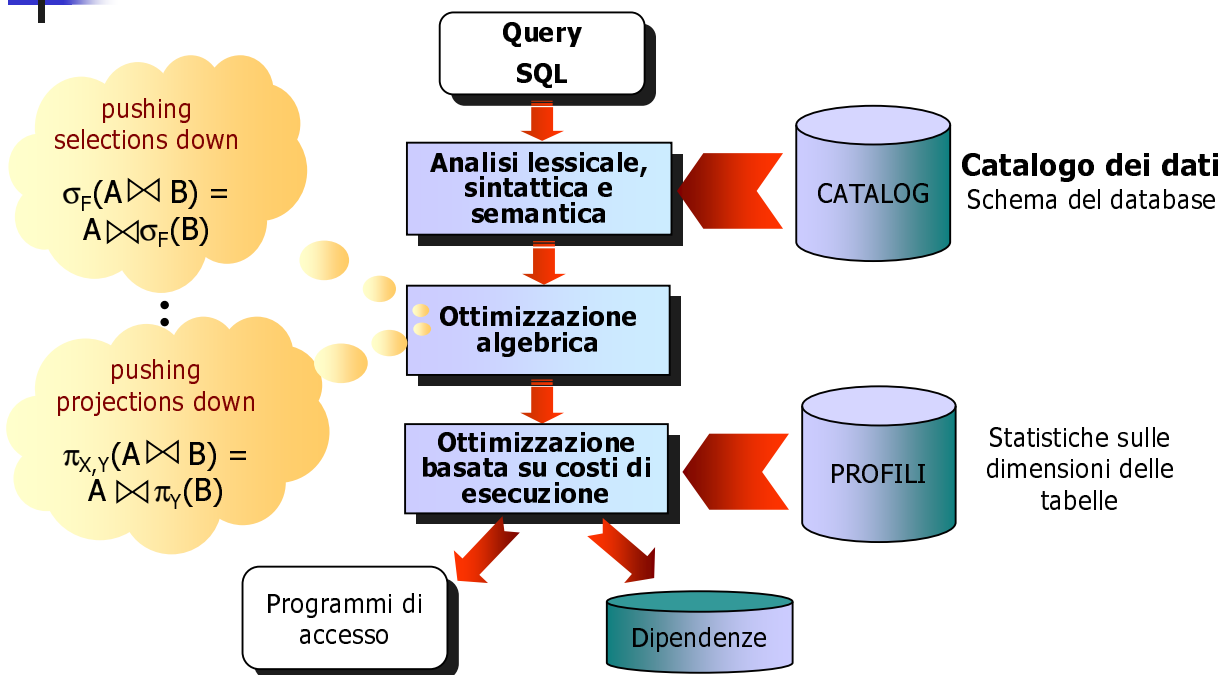 Query
SQL
pushing
selections down
σF(A⋈B) =
A⋈σF(B)
:
pushing
projections down
πX,Y(A⋈B) =
A⋈πY(B)
Analisi lessicale,
sintattica e
semantica
CATALOG
Catalogo dei dati
Schema del database
Ottimizzazione
algebrica
Ottimizzazione
basata su costi di
esecuzione
PROFILI
Statistiche sulle
dimensioni delle
tabelle
Programmi di
accesso
Dipendenze